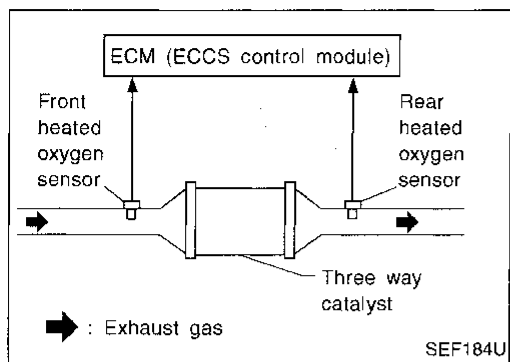 ECM (ECCS control module)
Front
heated
oxygen
sensor
Rear
heated
oxygen
sensor
Three way
catalyst
: Exhaust gas
SEF184U